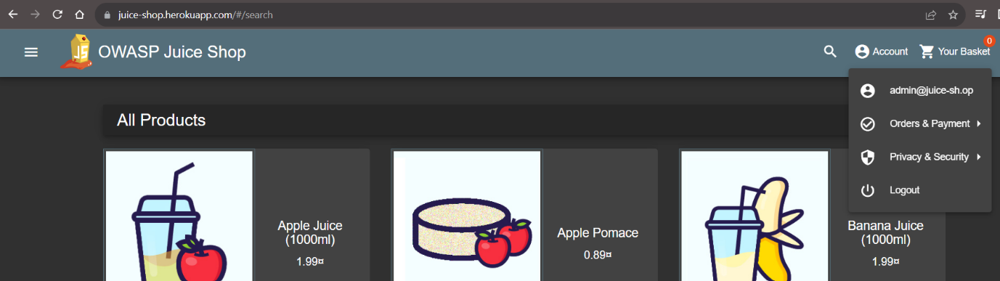 juice-shop.herokuapp.com/#/search
JS
OWASP Juice Shop
Account
0
Your Basket
admin@juice-sh.op
Orders & Payment
Privacy & Security
Logout
All Products
Apple Juice
(1000ml)
1.99¤
Apple Pomace
0.89¤
Banana Juice
(1000ml)
1.99¤